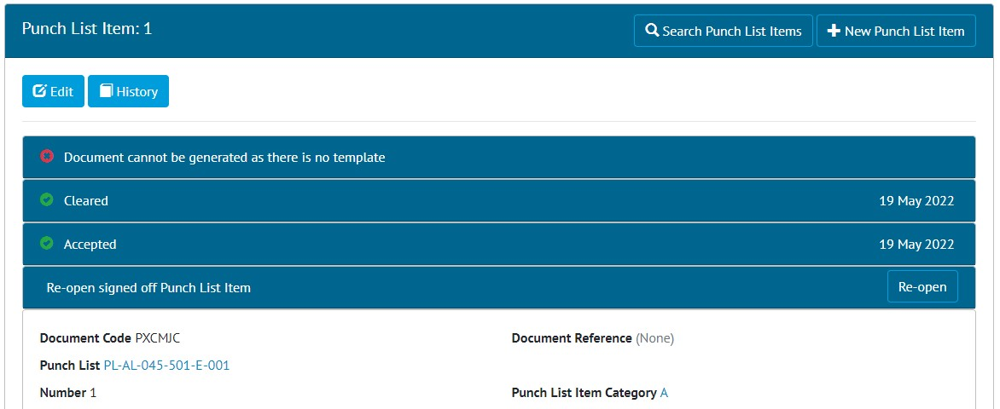 Punch List Item: 1
Search Punch List Items
New Punch List Item
Edit
History
Document cannot be generated as there is no template
Cleared 19 May 2022
Accepted 19 May 2022
Re-open signed off Punch List Item Re-open
Document Code PXCMJC
Document Reference (None)
Punch List PL-AL-045-501-E-001
Number 1
Punch List Item Category A